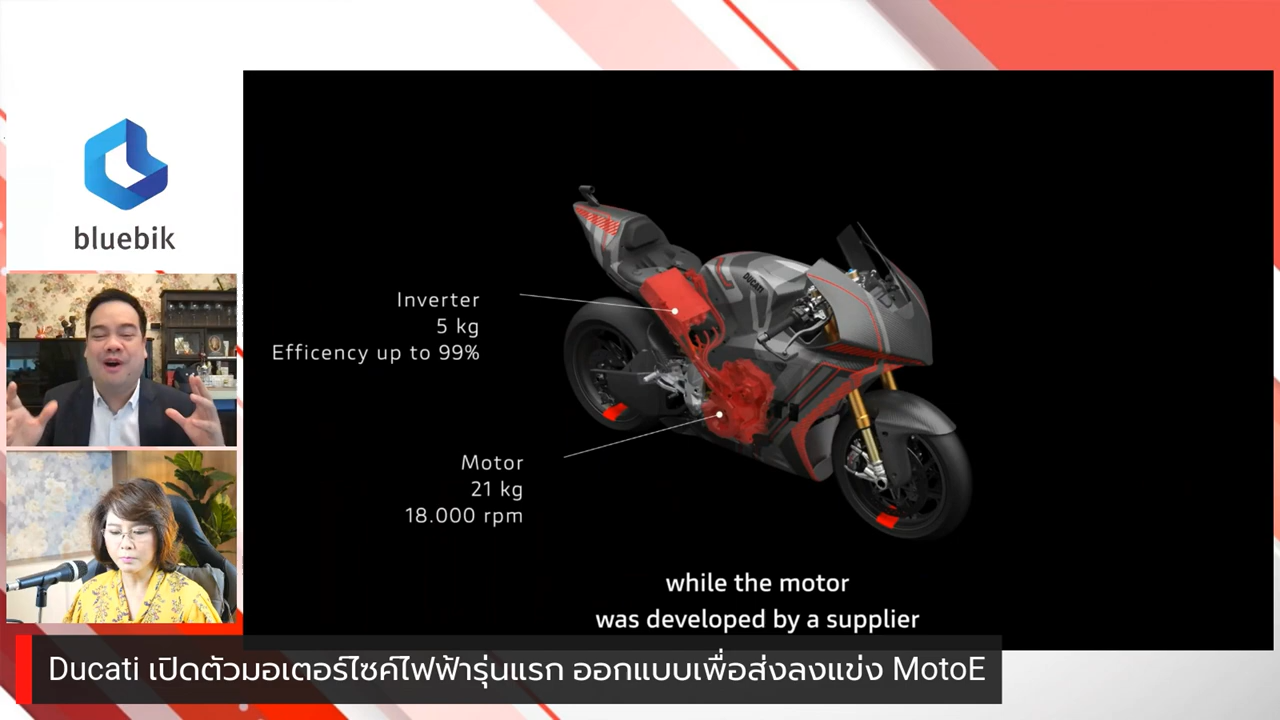 bluebik
Inverter
5 kg
Efficency up to 99%
Motor
21 kg
18.000 rpm
DUCATI
while the motor
was developed by a supplier
Ducati เปิดตัวมอเตอร์ไซค์ไฟฟ้ารุ่นแรก ออกแบบเพื่อส่งลงแข่ง MotoE